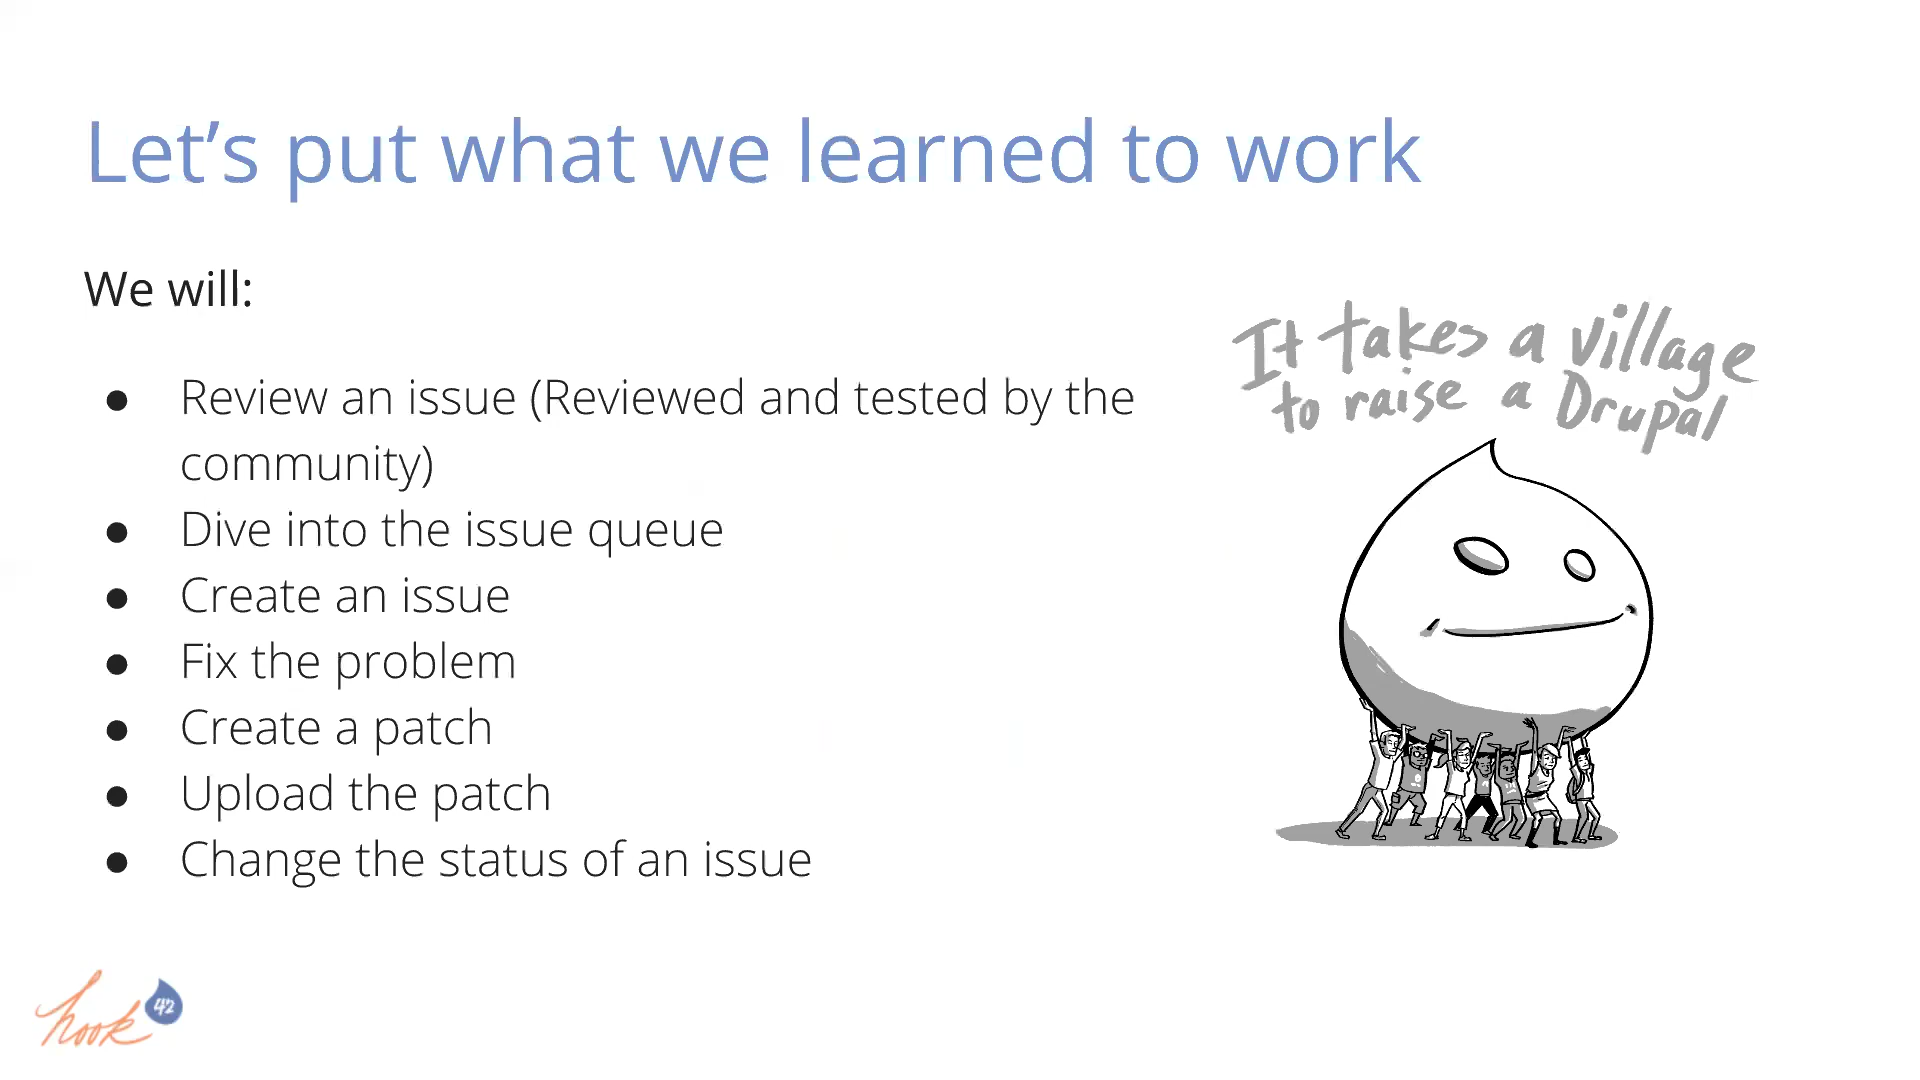 Let’s put what we learned to work
We will:
● Review an issue (Reviewed and tested by the
community)
● Dive into the issue queue
● Create an issue
● Fix the problem
● Create a patch
● Upload the patch
● Change the status of an issue
It takes a village
to raise a Drupal
hook 42